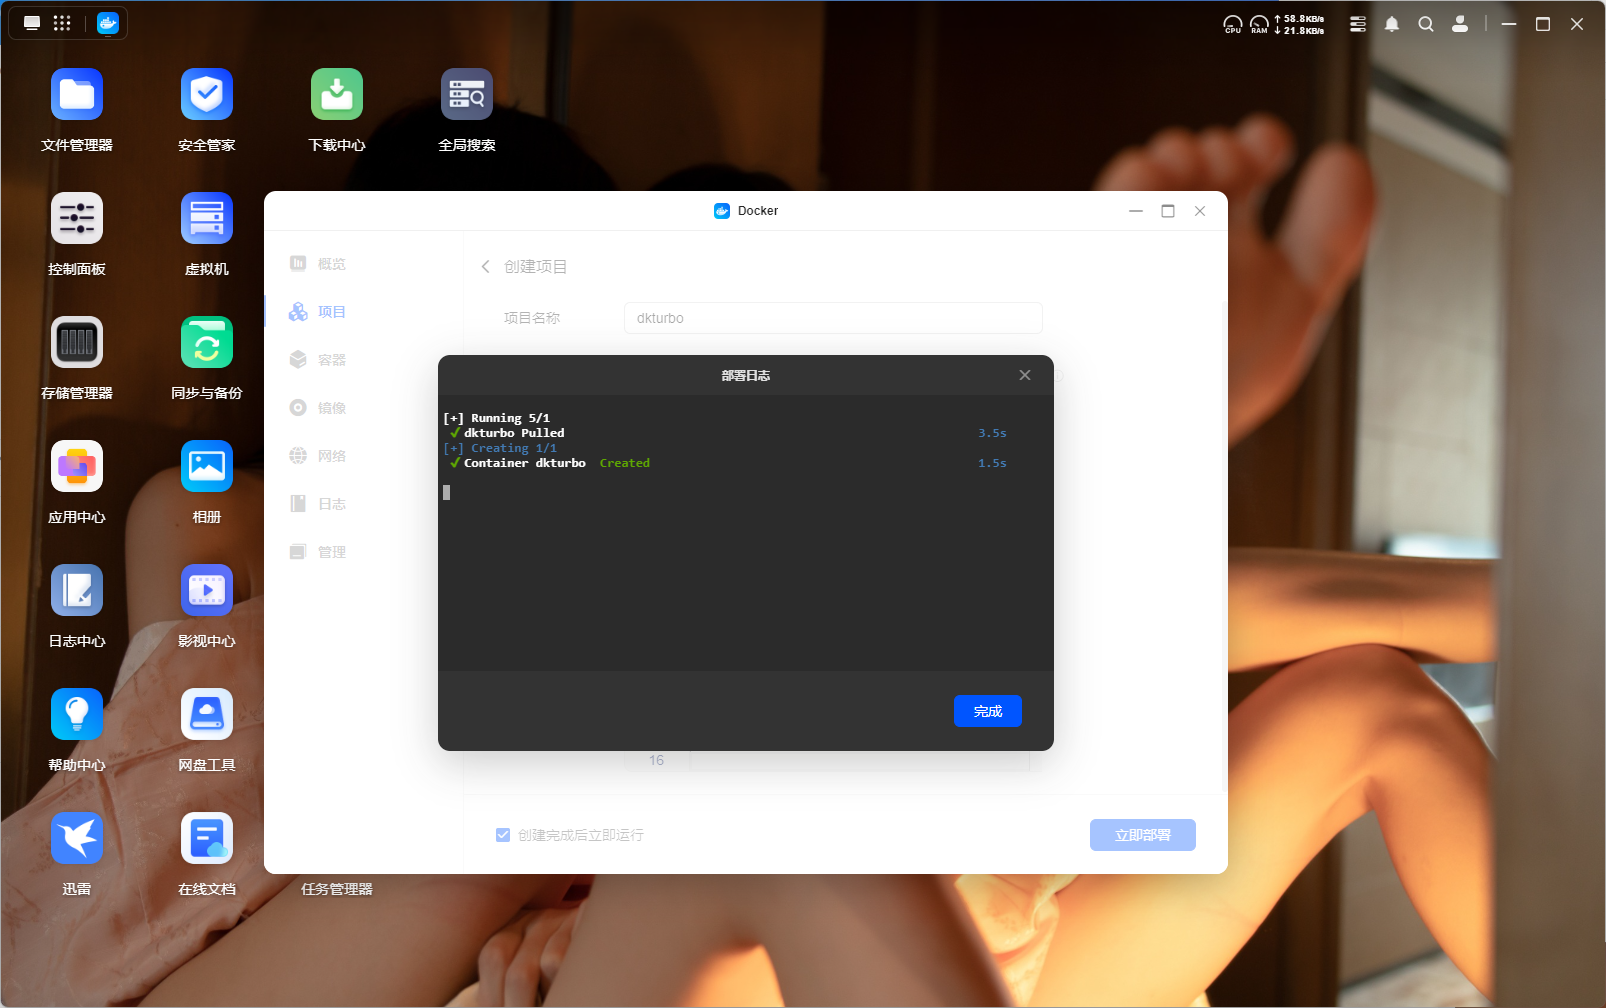 CPU
RAM
↑ 58.8KB/s
↓ 21.8KB/s
文件管理器
安全管家
下载中心
全局搜索
控制面板
虚拟机
存储管理器
同步与备份
应用中心
相册
日志中心
影视中心
帮助中心
网盘工具
迅雷
在线文档
任务管理器
Docker
概览
项目
容器
镜像
网络
日志
管理
创建项目
项目名称
dkturbo
部署日志
[+] Running 5/1
✔ dkturbo Pulled 3.5s
[+] Creating 1/1
✔ Container dkturbo Created 1.5s
完成
16
创建完成后立即运行
立即部署